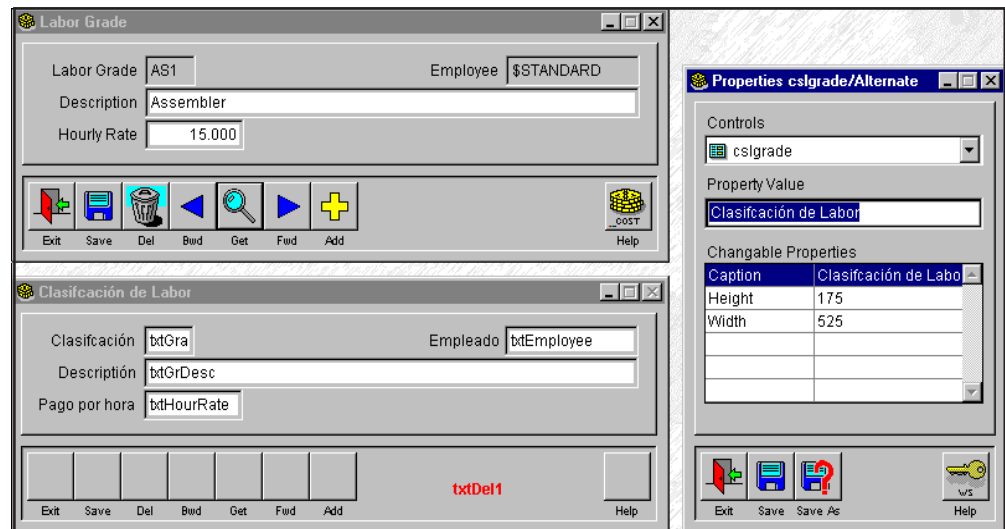 Labor Grade
Labor Grade AS1 Employee $STANDARD
Description Assembler
Hourly Rate 15.000
_COST
Exit Save Del Bwd Get Fwd Add Help
Clasifcación de Labor
Clasifcación txtGra Empleado txtEmployee
Descriptión txtGrDesc
Pago por hora txtHourRate
txtDel1
Exit Save Del Bwd Get Fwd Add Help
Properties cslgrade/Alternate
Controls
cslgrade
Property Value
Clasifcación de Labor
Changable Properties
Caption Clasifcación de Labo
Height 175
Width 525
WS
Exit Save Save As Help